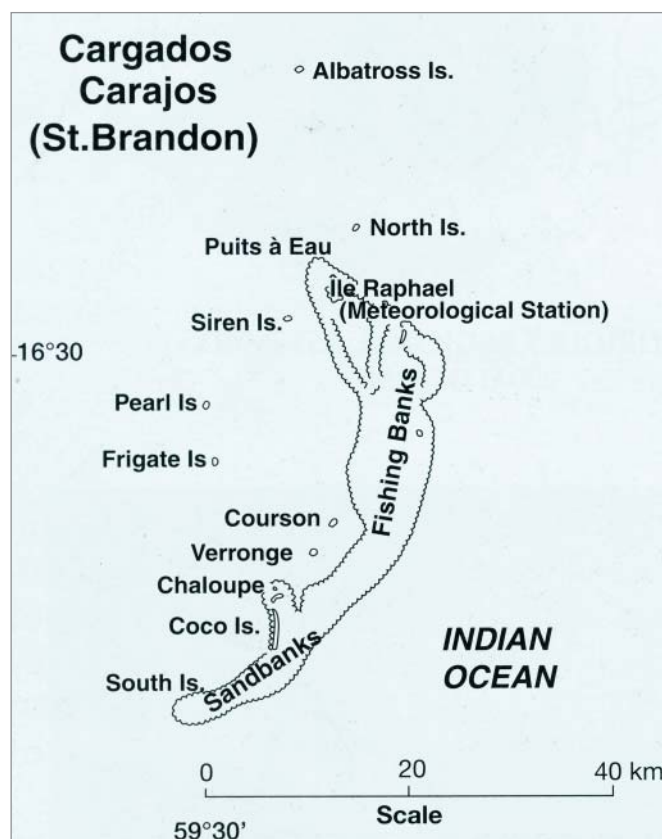 Cargados
Carajos
(St.Brandon)
Albatross Is.
North Is.
Puits à Eau
Île Raphael
(Meteorological Station)
Siren Is.
16°30
Pearl Is
Frigate Is
Fishing Banks
Courson
Verronge
Chaloupe
Coco Is.
INDIAN
OCEAN
South Is.
Sandbanks
0 20 40 km
Scale
59°30'